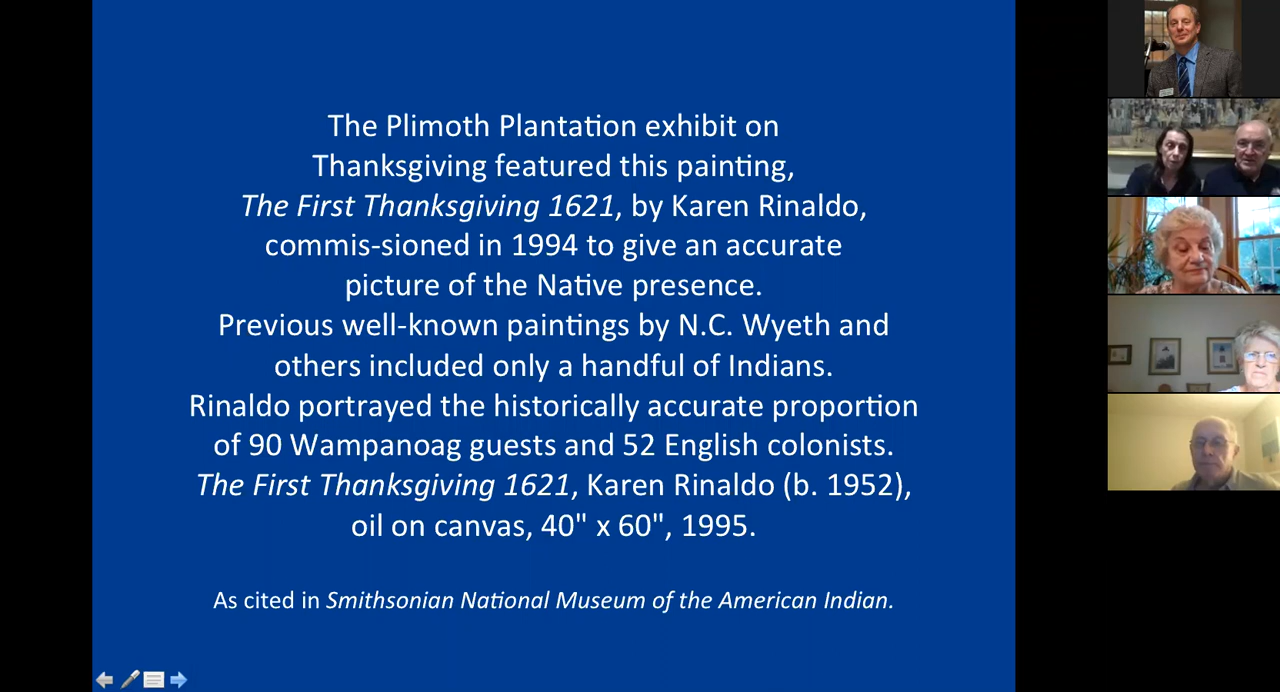 The Plimoth Plantation exhibit on
Thanksgiving featured this painting,
The First Thanksgiving 1621, by Karen Rinaldo,
commis-sioned in 1994 to give an accurate
picture of the Native presence.
Previous well-known paintings by N.C. Wyeth and
others included only a handful of Indians.
Rinaldo portrayed the historically accurate proportion
of 90 Wampanoag guests and 52 English colonists.
The First Thanksgiving 1621, Karen Rinaldo (b. 1952),
oil on canvas, 40" x 60", 1995.
As cited in Smithsonian National Museum of the American Indian.